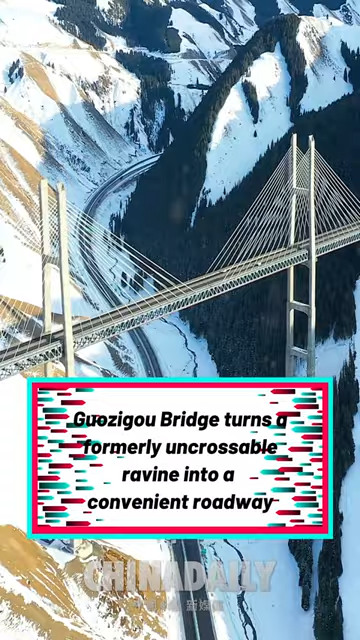 Guozigou Bridge turns a
formerly uncrossable
ravine into a
convenient roadway
CHINADAILY